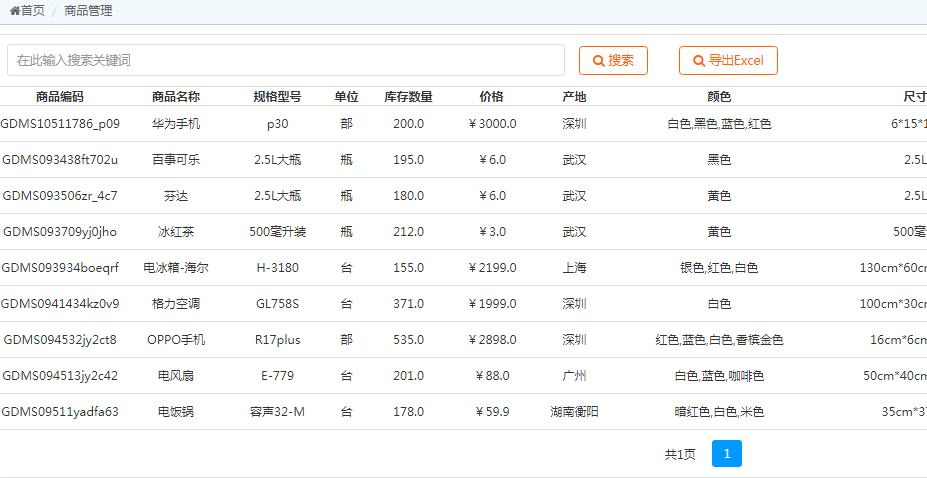 首页 / 商品管理
在此输入搜索关键词 搜索 导出Excel
商品编码 商品名称 规格型号 单位 库存数量 价格 产地 颜色 尺寸
GDMS10511786_p09 华为手机 p30 部 200.0 ￥3000.0 深圳 白色,黑色,蓝色,红色 6*15*1
GDMS093438ft702u 百事可乐 2.5L大瓶 瓶 195.0 ￥6.0 武汉 黑色 2.5L
GDMS093506zr_4c7 芬达 2.5L大瓶 瓶 180.0 ￥6.0 武汉 黄色 2.5L
GDMS093709yj0jho 冰红茶 500毫升装 瓶 212.0 ￥3.0 武汉 黄色 500毫
GDMS093934boeqrf 电冰箱-海尔 H-3180 台 155.0 ￥2199.0 上海 银色,红色,白色 130cm*60cm
GDMS0941434kz0v9 格力空调 GL758S 台 371.0 ￥1999.0 深圳 白色 100cm*30cm
GDMS094532jy2ct8 OPPO手机 R17plus 部 535.0 ￥2898.0 深圳 红色,蓝色,白色,香槟金色 16cm*6cm
GDMS094513jy2c42 电风扇 E-779 台 201.0 ￥88.0 广州 白色,蓝色,咖啡色 50cm*40cm
GDMS09511yadfa63 电饭锅 容声32-M 台 178.0 ￥59.9 湖南衡阳 暗红色,白色,米色 35cm*37
共1页 1